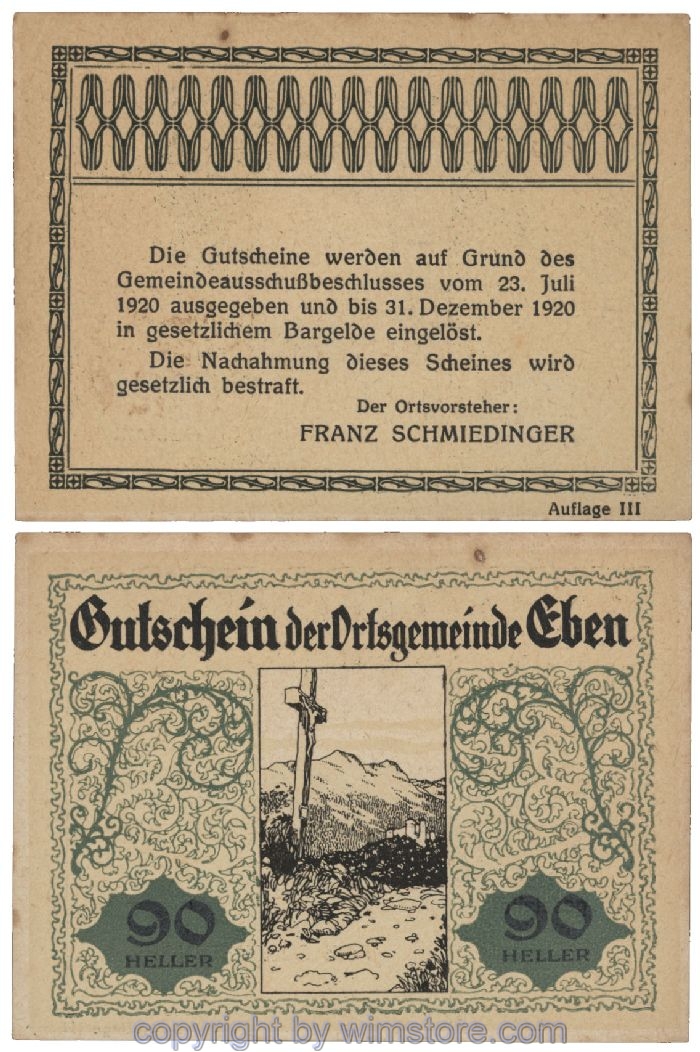 Die Gutscheine werden auf Grund des
Gemeindeausschußbeschlusses vom 23. Juli
1920 ausgegeben und bis 31. Dezember 1920
in gesetzlichem Bargelde eingelöst.
Die Nachahmung dieses Scheines wird
gesetzlich bestraft.
Der Ortsvorsteher:
FRANZ SCHMIEDINGER
Auflage III
Gutschein der Ortsgemeinde Eben
90 90
HELLER HELLER
copyright by wimstore.com